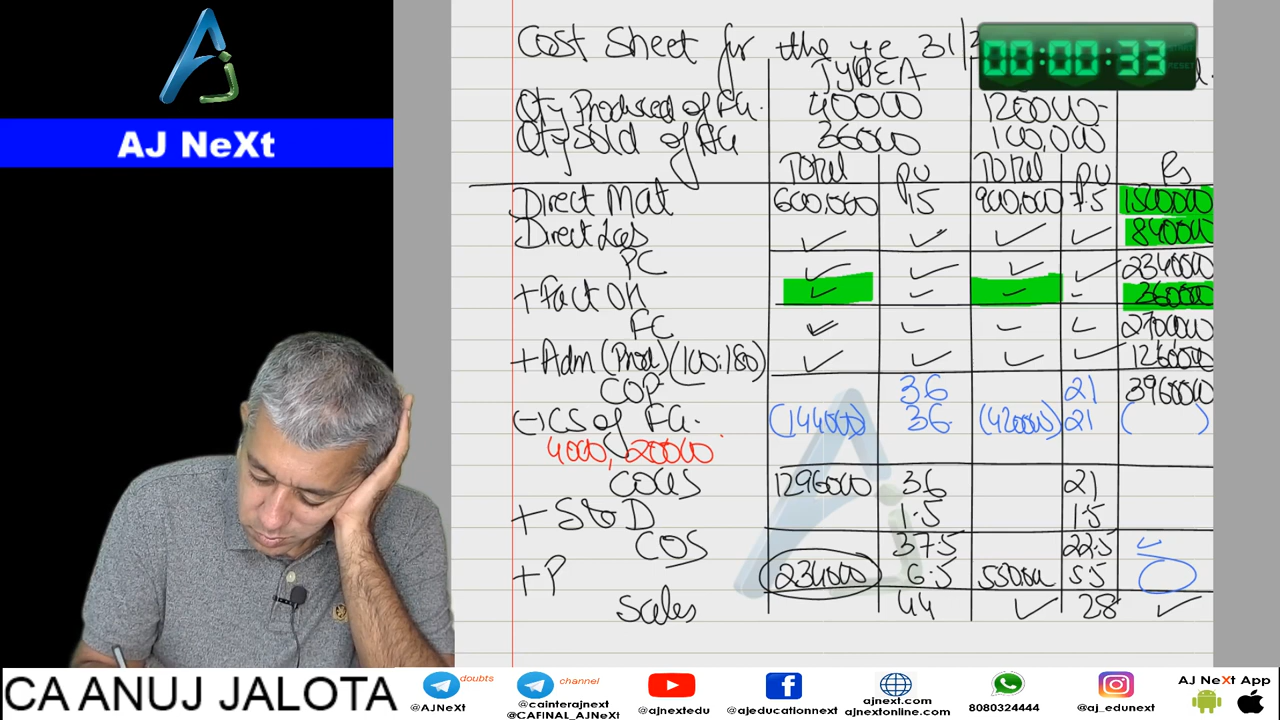 AJ NeXt
00:00:33
RESET
Cost Sheet for the ye 31/3
TYPE A
Qty Produced of FG. 40000 120000
Qty Sold of FG 36000 100,000
Total PU Total PU Rs
Direct Mat 600,000 15 900,000 7.5 1500000
Direct Lab ✓ ✓ ✓ ✓ 840000
PC ✓ ✓ ✓ ✓ 2340000
+ Fact OH ✓ ✓ ✓ - 360000
FC ✓ ✓ ✓ ✓ 2700000
+ Adm (Prod) (100:180) ✓ ✓ ✓ ✓ 1260000
COP 36 21 3960000
(-) CS of FG. (144000) 36 (420000) 21 ( )
4000, 20000
COGS 1296000 36 21
+ S to D 1.5 1.5
COS 37.5 22.5 ✓
+ P 234000 6.5 550000 5.5
Sales 44 ✓ 28 ✓
CA ANUJ JALOTA
doubts
@AJNeXt
channel
@cainterajnext
@CAFINAL_AJNeXt
@ajnextedu
@ajeducationnext
ajnext.com
ajnextonline.com
8080324444
@aj_edunext
AJ NeXt App